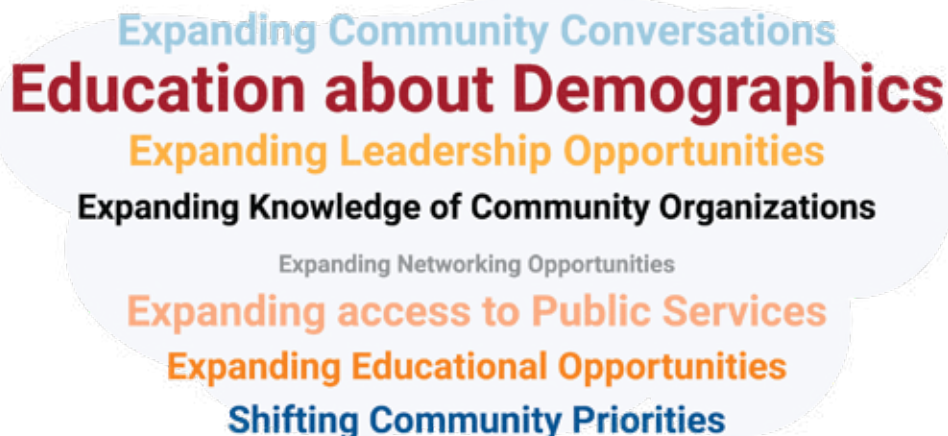 Expanding Community Conversations
Education about Demographics
Expanding Leadership Opportunities
Expanding Knowledge of Community Organizations
Expanding Networking Opportunities
Expanding access to Public Services
Expanding Educational Opportunities
Shifting Community Priorities